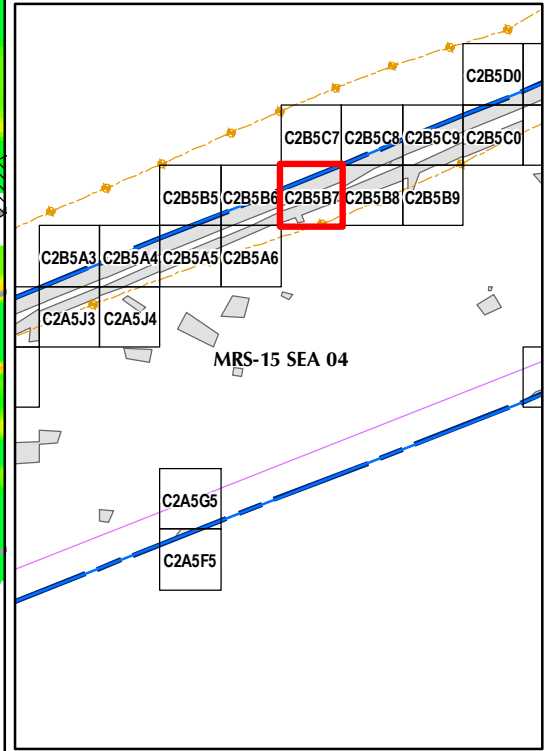 C2B5D0
C2B5C7 C2B5C8 C2B5C9 C2B5C0
C2B5B5 C2B5B6 C2B5B7 C2B5B8 C2B5B9
C2B5A3 C2B5A4 C2B5A5 C2B5A6
C2A5J3 C2A5J4
MRS-15 SEA 04
C2A5G5
C2A5F5